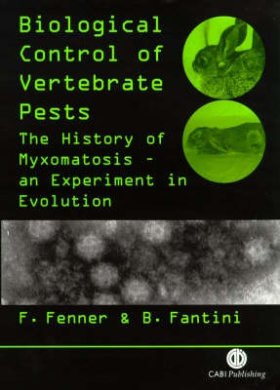 Biological
Control of
Vertebrate
Pests
The History of
Myxomatosis -
an Experiment in
Evolution
F. Fenner & B. Fantini
CABI Publishing